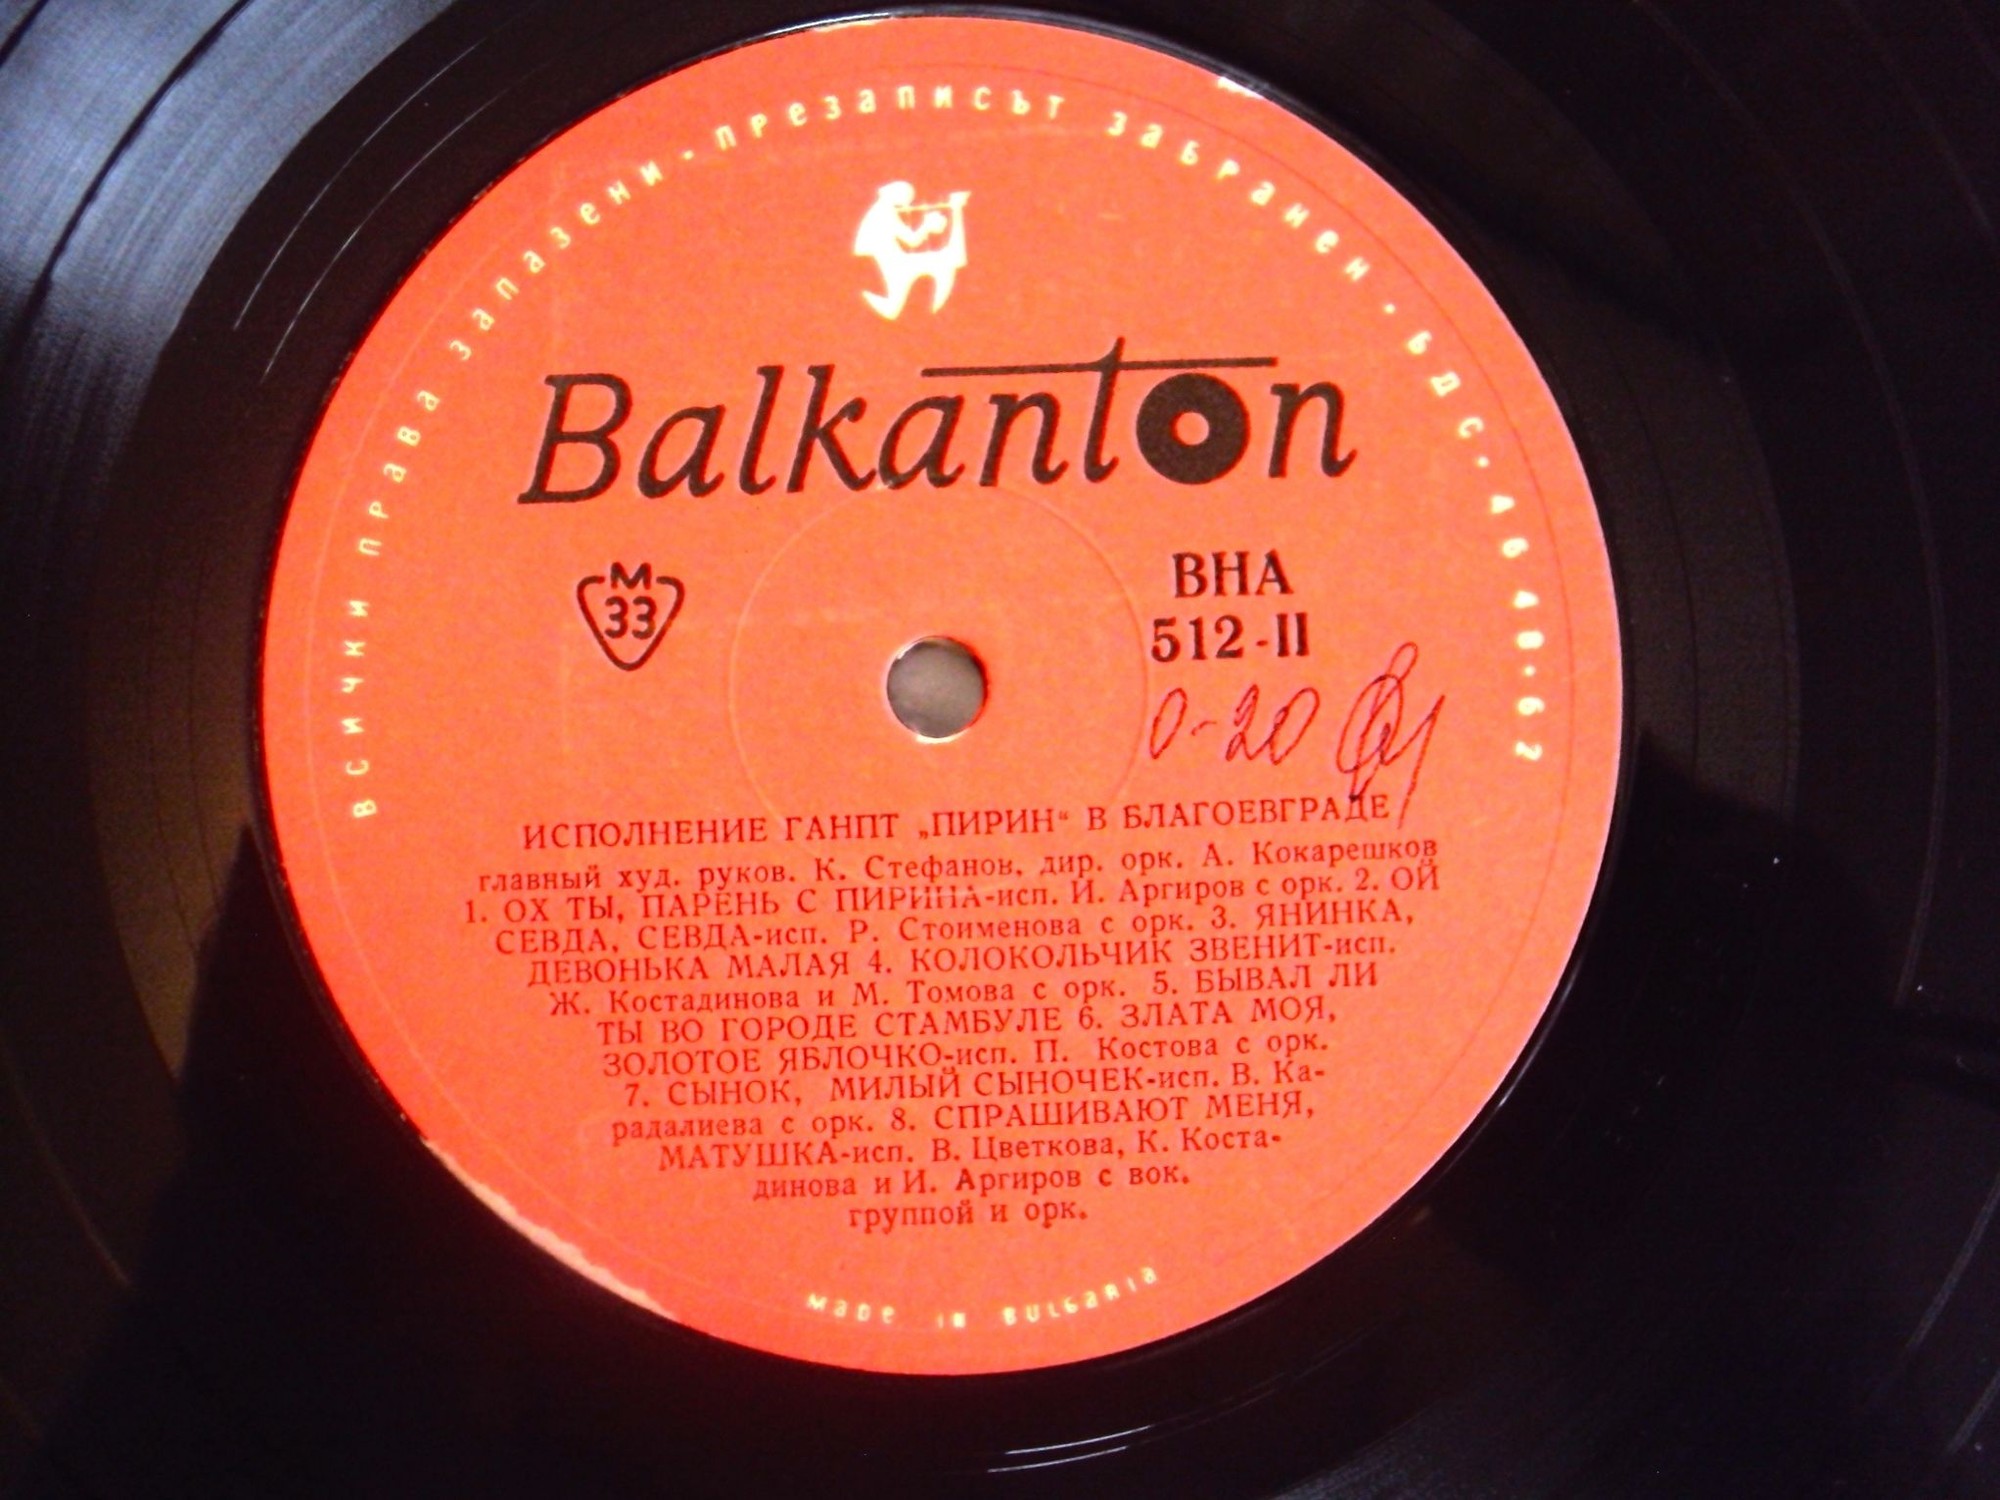 всички права запазени · презаписът забранен · БДС · 4648·62
Balkanton
М
33
ВНА
512-II
0-20
ИСПОЛНЕНИЕ ГАНПТ „ПИРИН“ В БЛАГОЕВГРАДЕ
главный худ. руков. К. Стефанов. дир. орк. А. Кокарешков
1. ОХ ТЫ, ПАРЕНЬ С ПИРИНА-исп. И. Аргиров с орк. 2. ОЙ
СЕВДА, СЕВДА-исп. Р. Стоименова с орк. 3. ЯНИНКА,
ДЕВОНЬКА МАЛАЯ 4. КОЛОКОЛЬЧИК ЗВЕНИТ-исп.
Ж. Костадинова и М. Томова с орк. 5. БЫВАЛ ЛИ
ТЫ ВО ГОРОДЕ СТАМБУЛЕ 6. ЗЛАТА МОЯ,
ЗОЛОТОЕ ЯБЛОЧКО-исп. П. Костова с орк.
7. СЫНОК, МИЛЫЙ СЫНОЧЕК-исп. В. Ка-
радалиева с орк. 8. СПРАШИВАЮТ МЕНЯ,
МАТУШКА-исп. В. Цветкова, К. Коста-
динова и И. Аргиров с вок.
группой и орк.
made in Bulgaria